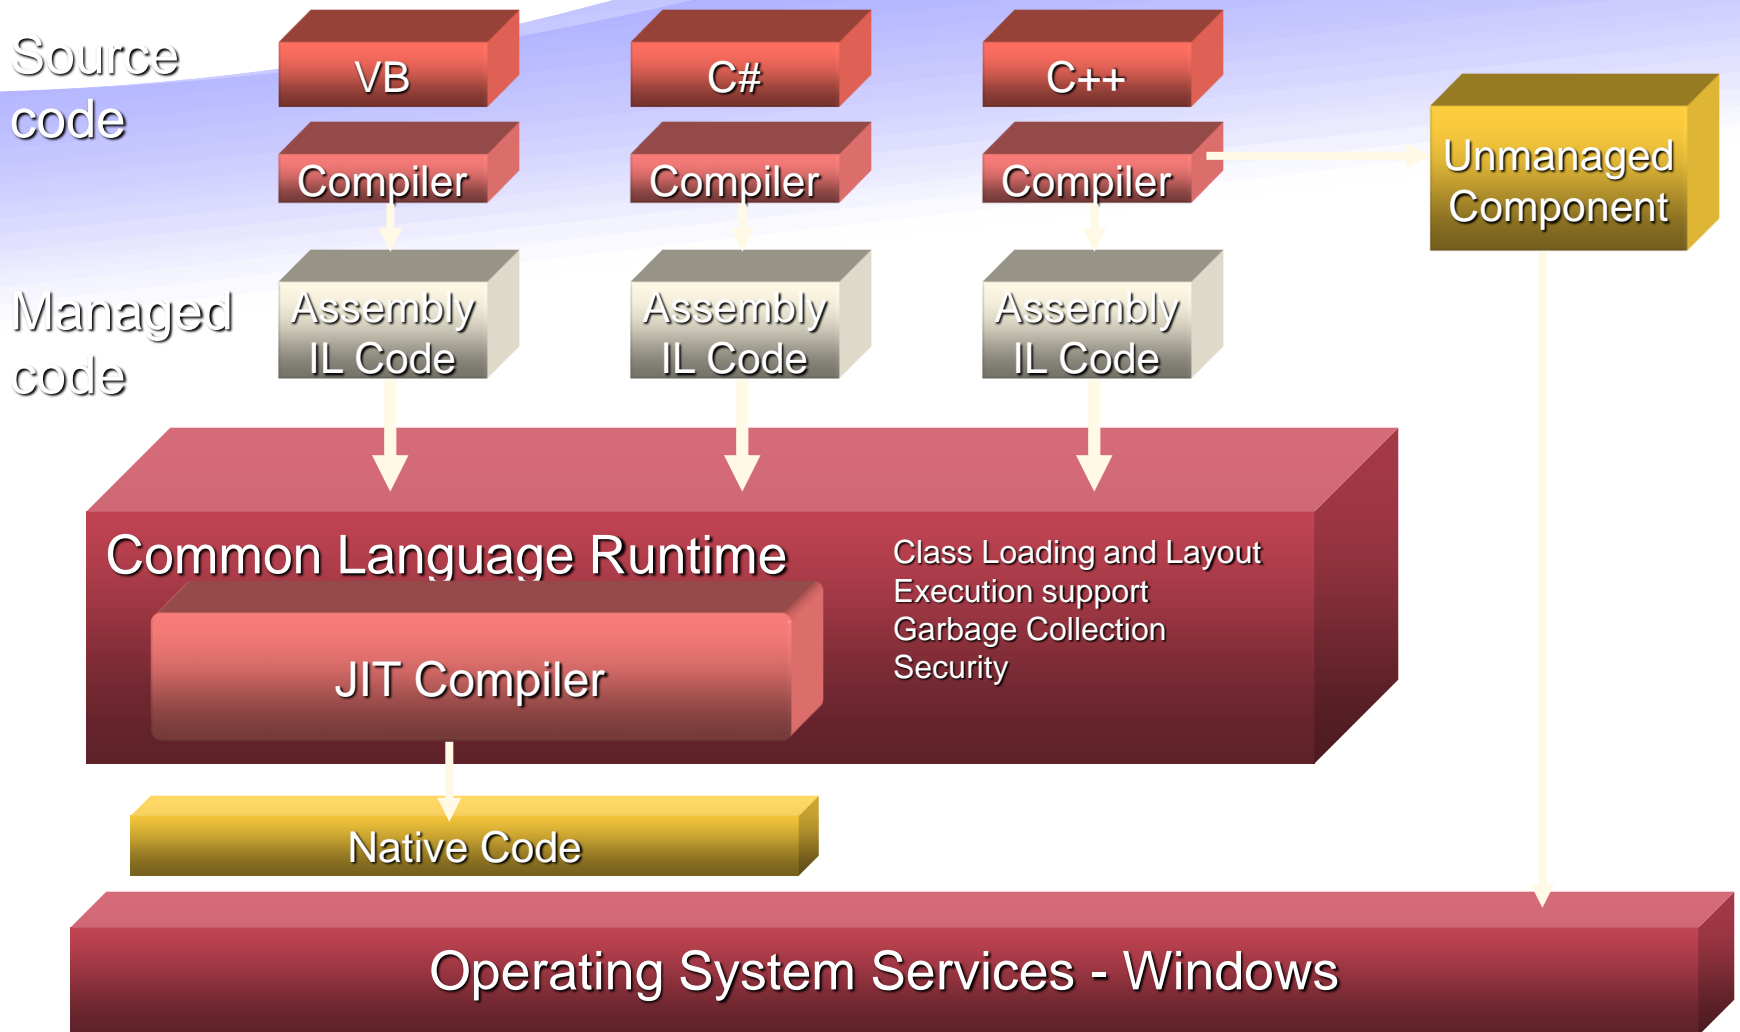 Source
code
VB
C#
C++
Compiler
Compiler
Compiler
Unmanaged
Component
Managed
code
Assembly
IL Code
Assembly
IL Code
Assembly
IL Code
Common Language Runtime
Class Loading and Layout
Execution support
Garbage Collection
Security
JIT Compiler
Native Code
Operating System Services - Windows